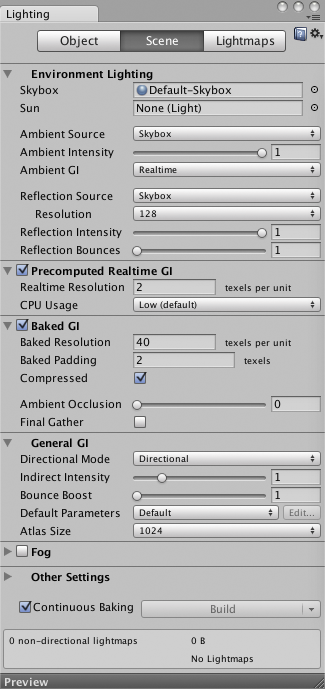 Lighting
Object Scene Lightmaps
Environment Lighting
Skybox Default-Skybox
Sun None (Light)
Ambient Source Skybox
Ambient Intensity 1
Ambient GI Realtime
Reflection Source Skybox
Resolution 128
Reflection Intensity 1
Reflection Bounces 1
Precomputed Realtime GI
Realtime Resolution 2 texels per unit
CPU Usage Low (default)
Baked GI
Baked Resolution 40 texels per unit
Baked Padding 2 texels
Compressed
Ambient Occlusion 0
Final Gather
General GI
Directional Mode Directional
Indirect Intensity 1
Bounce Boost 1
Default Parameters Default Edit...
Atlas Size 1024
Fog
Other Settings
Continuous Baking Build
0 non-directional lightmaps 0 B
No Lightmaps
Preview